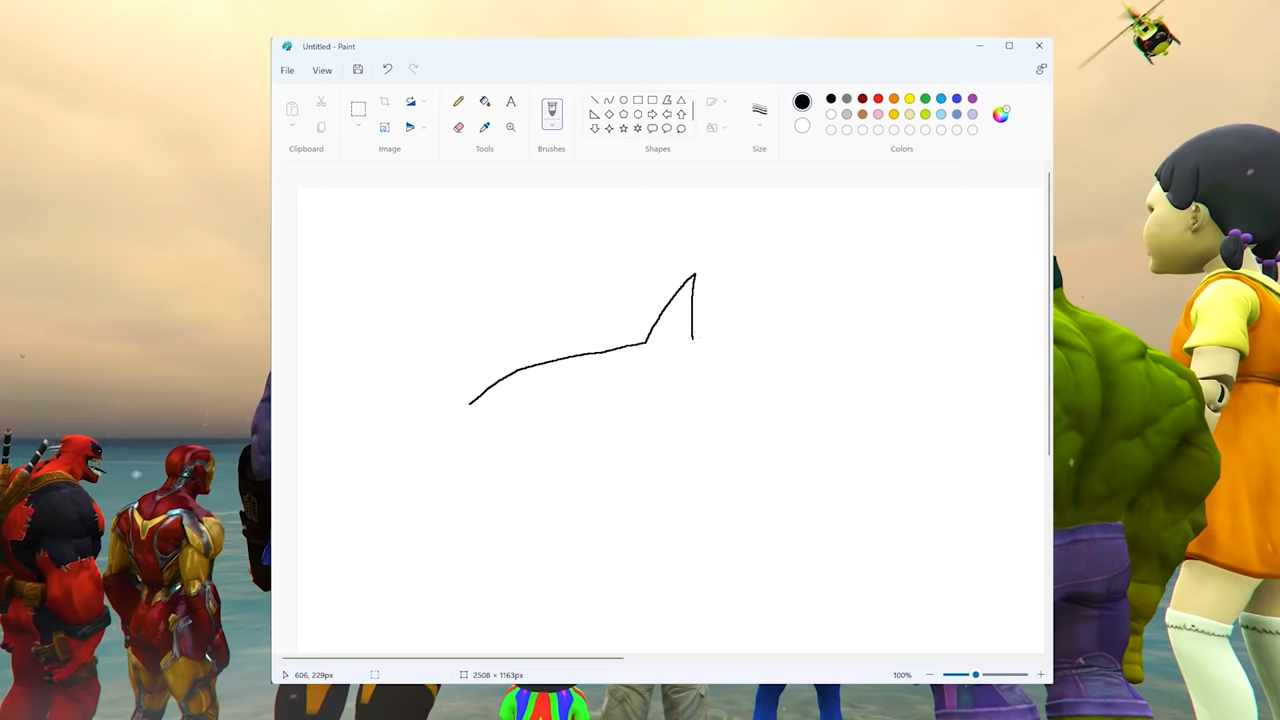 Untitled - Paint
File View
Clipboard Image Tools Brushes Shapes Size Colors
606, 229px 2508 × 1163px 100%